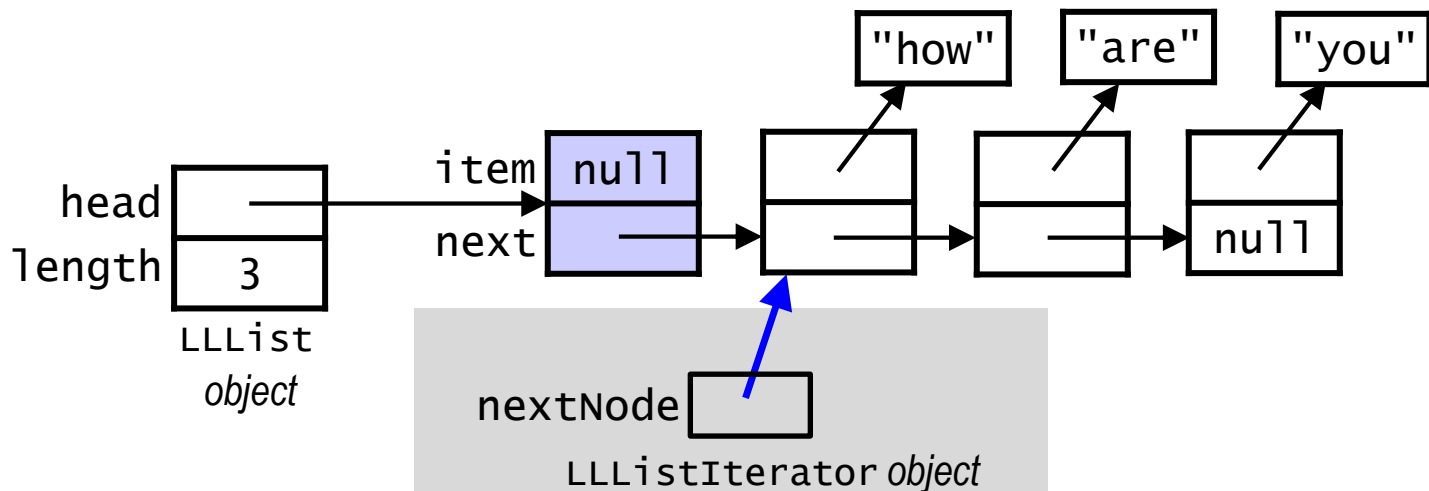 "how" "are" "you"
item null
head
next null
length 3
LLList
object
nextNode
LLListIterator object